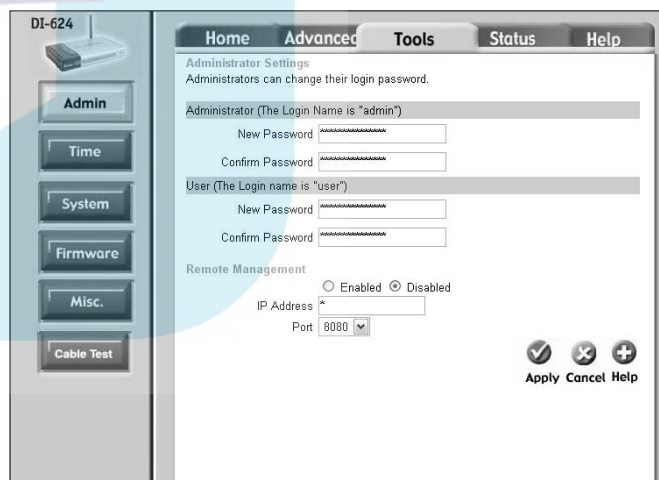 DI-624
Home Advanced Tools Status Help
Administrator Settings
Administrators can change their login password.
Admin
Administrator (The Login Name is "admin")
New Password ***************
Time
Confirm Password ***************
User (The Login name is "user")
System
New Password ***************
Confirm Password ***************
Firmware
Remote Management
Enabled Disabled
Misc.
IP Address *
Port 8080
Cable Test
Apply Cancel Help